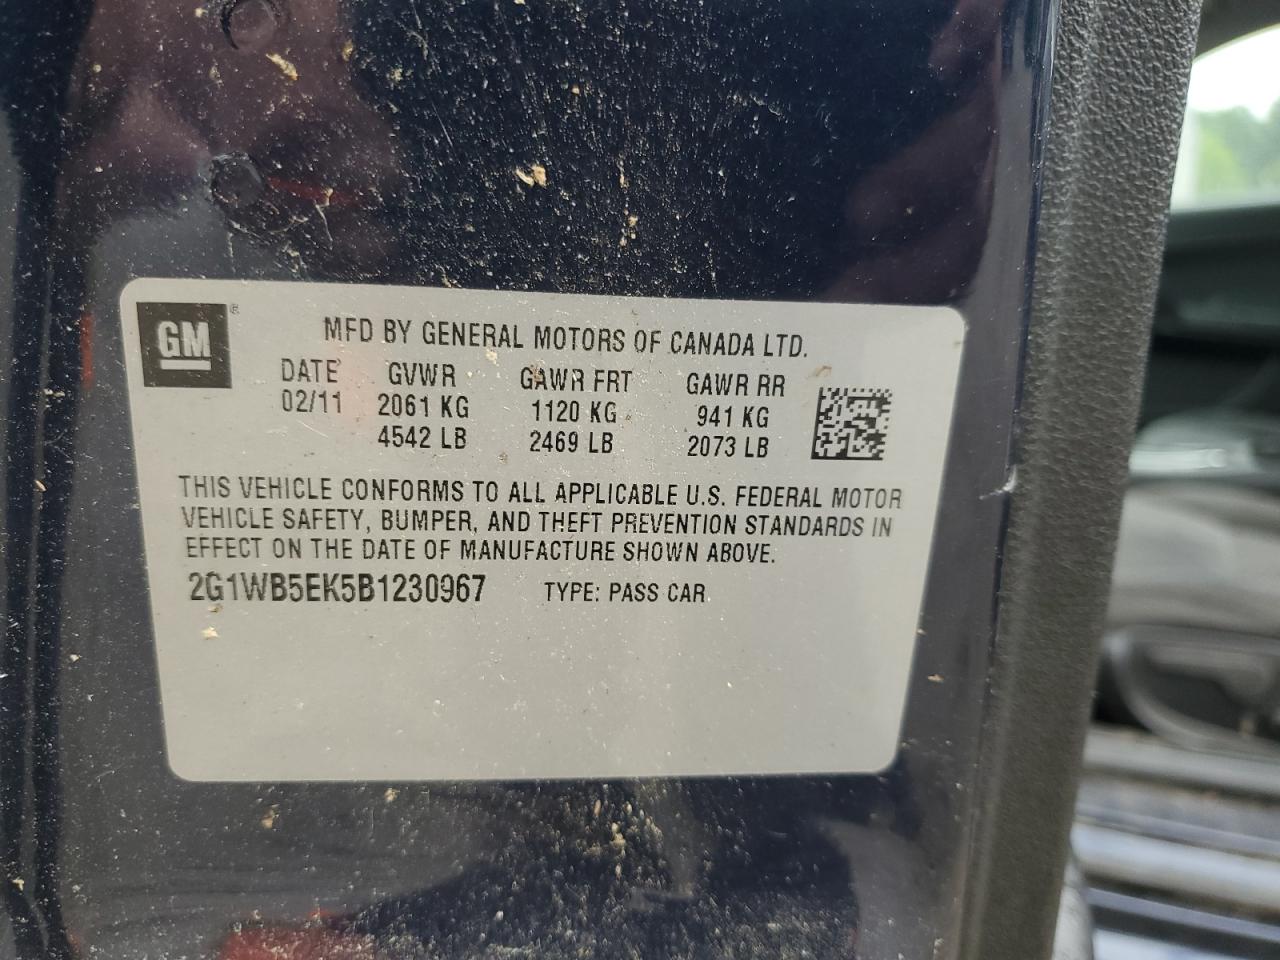 GM®
MFD BY GENERAL MOTORS OF CANADA LTD.
DATE GVWR GAWR FRT GAWR RR
02/11 2061 KG 1120 KG 941 KG
4542 LB 2469 LB 2073 LB
THIS VEHICLE CONFORMS TO ALL APPLICABLE U.S. FEDERAL MOTOR
VEHICLE SAFETY, BUMPER, AND THEFT PREVENTION STANDARDS IN
EFFECT ON THE DATE OF MANUFACTURE SHOWN ABOVE.
2G1WB5EK5B1230967 TYPE: PASS CAR